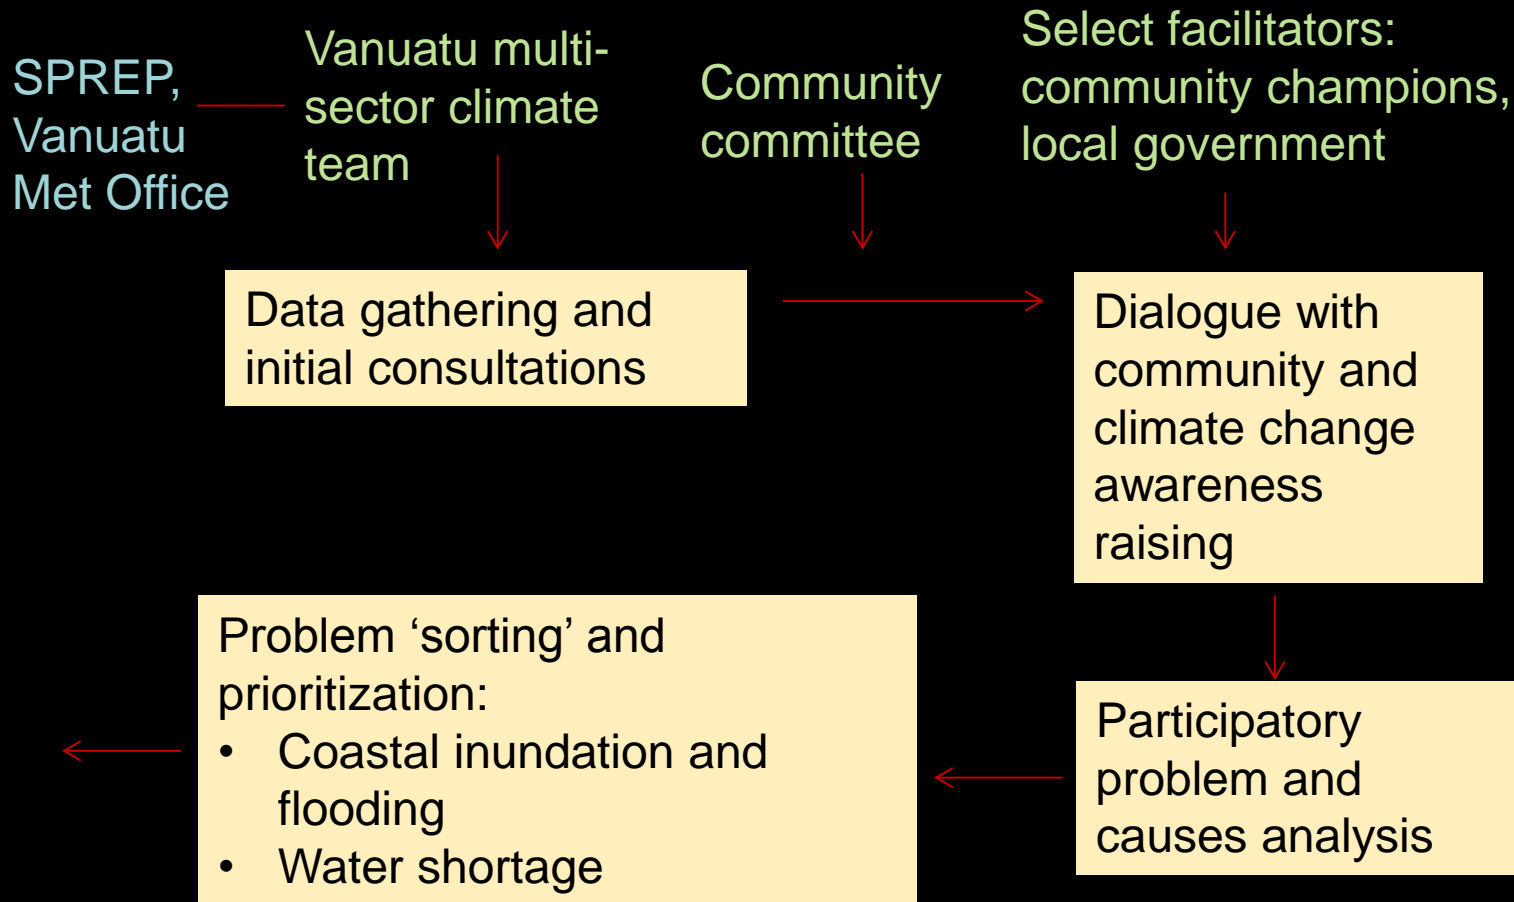 SPREP,
Vanuatu
Met Office
Vanuatu multi-
sector climate
team
Community
committee
Select facilitators:
community champions,
local government
Data gathering and
initial consultations
Dialogue with
community and
climate change
awareness
raising
Problem ‘sorting’ and
prioritization:
• Coastal inundation and
flooding
• Water shortage
Participatory
problem and
causes analysis